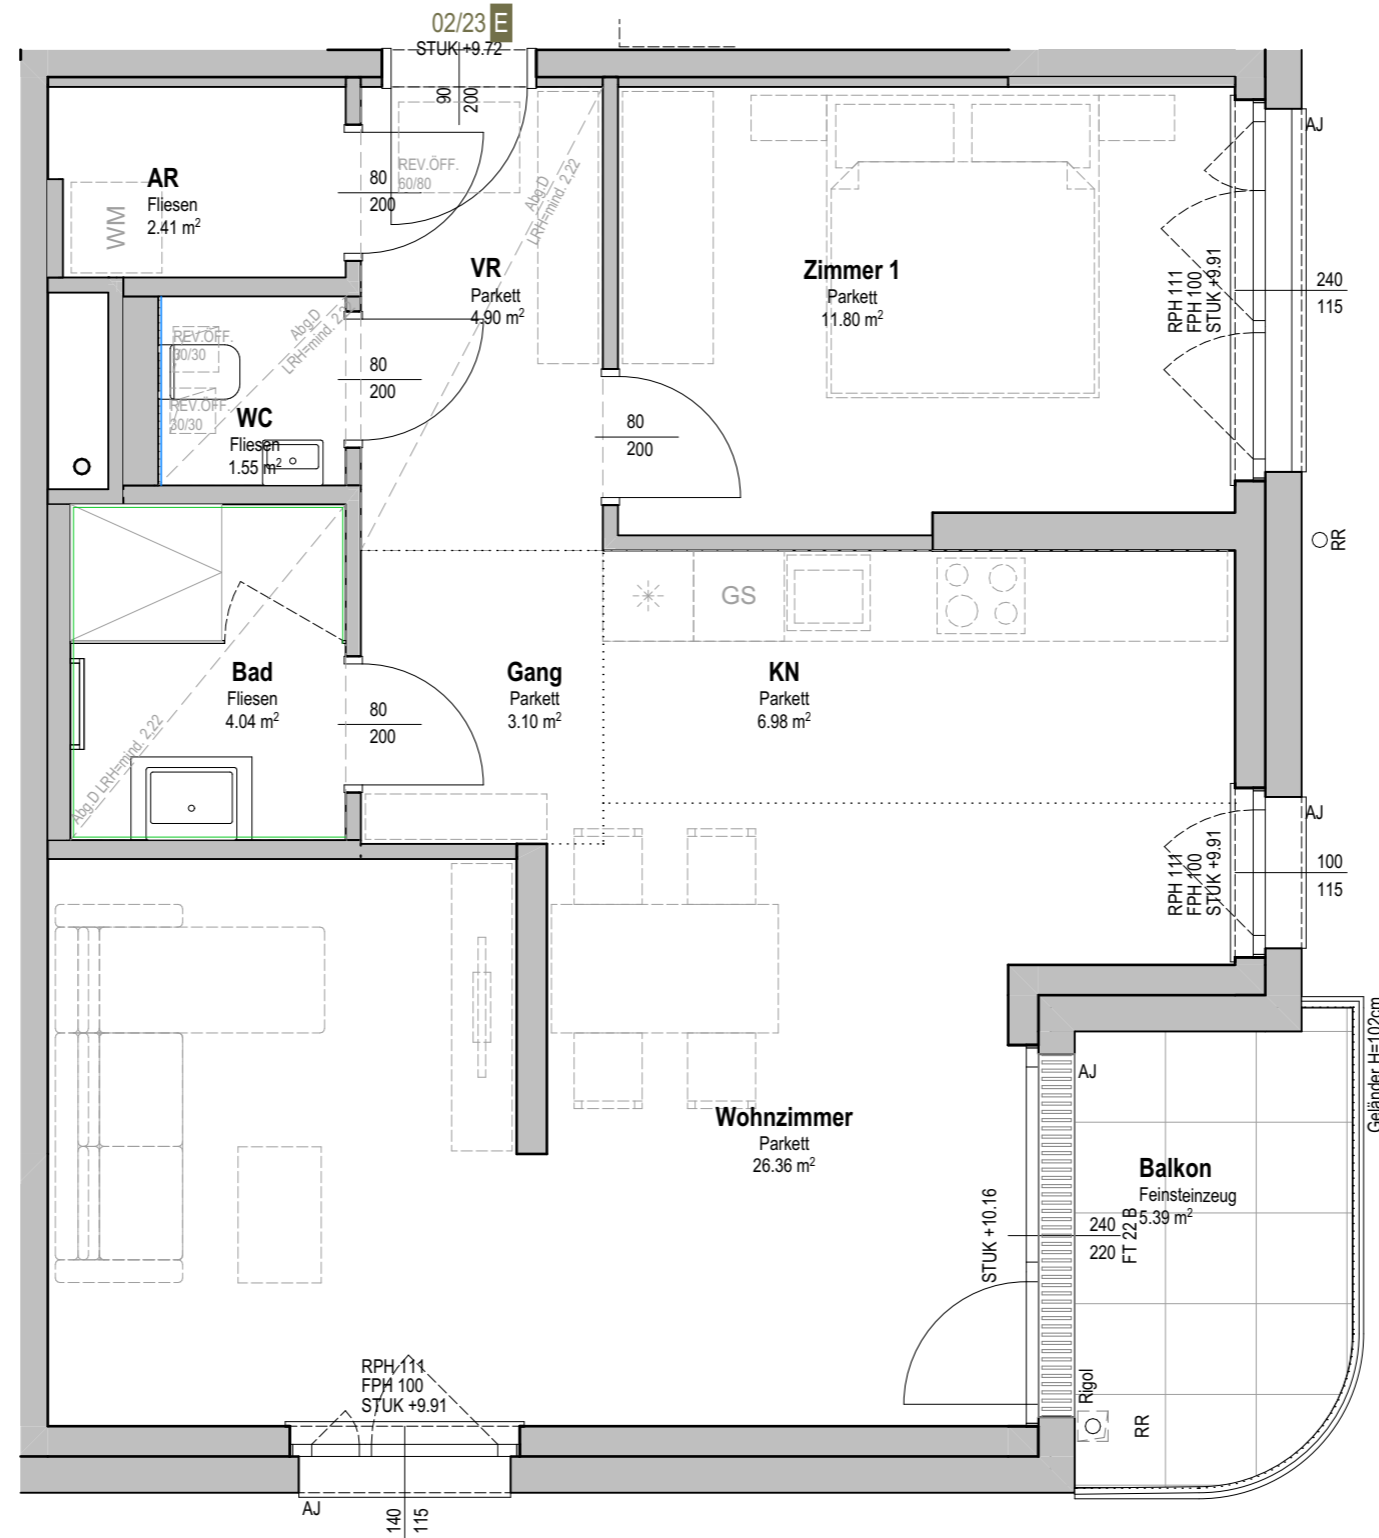 02/23 E
STUK +9.72
90
200
AR
Fliesen
2.41 m²
WM
80
200
REV.ÖFF.
60/80
Abg.D
LRH=mind. 2,22
VR
Parkett
4.90 m²
Zimmer 1
Parkett
11.80 m²
AJ
RPH 111
FPH 100
STUK +9.91
240
115
REV.ÖFF.
30/30
REV.ÖFF.
30/30
Abg.D
LRH=mind. 2,22
WC
Fliesen
1.55 m²
80
200
80
200
RR
GS
Bad
Fliesen
4.04 m²
Abg.D LRH=mind. 2,22
80
200
Gang
Parkett
3.10 m²
KN
Parkett
6.98 m²
AJ
RPH 111
FPH 100
STUK +9.91
100
115
Geländer H=102cm
AJ
Wohnzimmer
Parkett
26.36 m²
Balkon
Feinsteinzeug
5.39 m²
STUK +10.16
240
220
FT 22 B
Rigol
RR
RPH 111
FPH 100
STUK +9.91
AJ
140
115